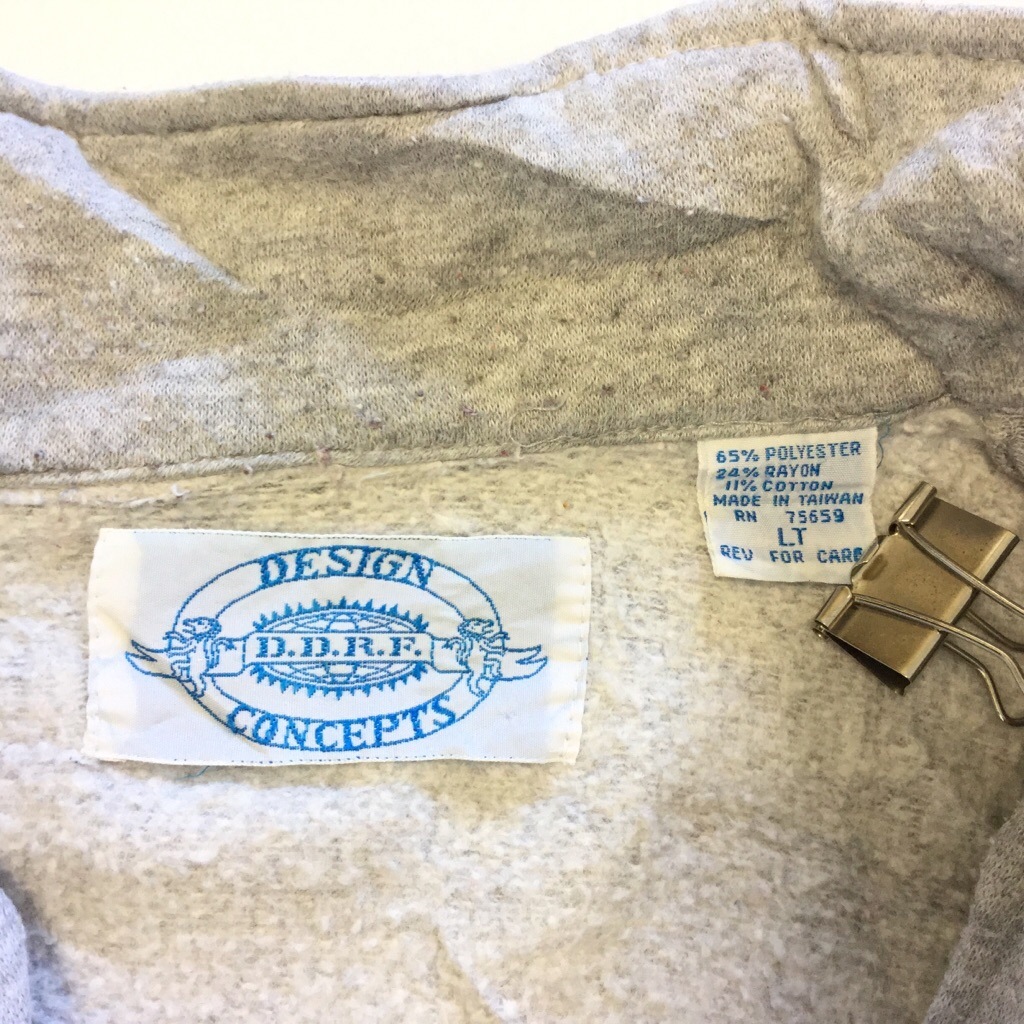 DESIGN
D.D.R.F.
CONCEPTS
65% POLYESTER
24% RAYON
11% COTTON
MADE IN TAIWAN
RN 75659
LT
REV FOR CARE